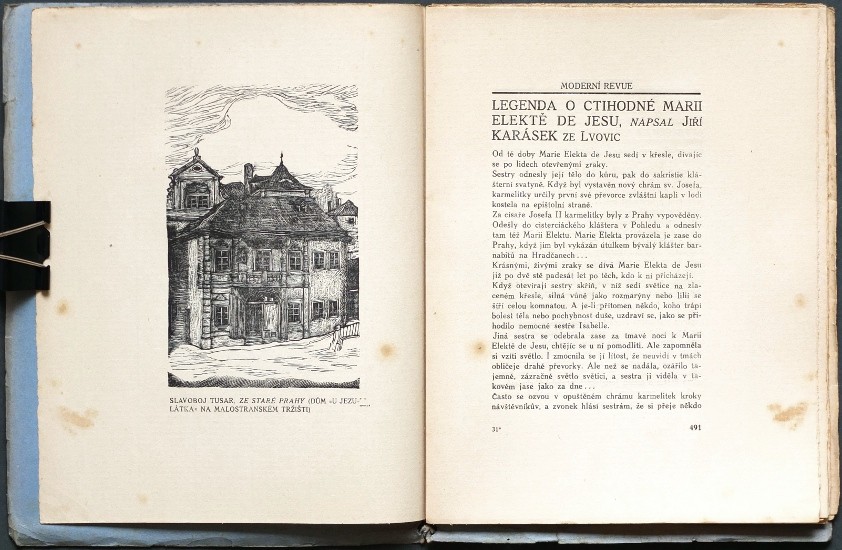 SLAVOBOJ TUSAR, ZE STARÉ PRAHY (DŮM »U JEZU-
LÁTKA« NA MALOSTRANSKÉM TRŽIŠTI)
MODERNÍ REVUE
LEGENDA O CTIHODNÉ MARII
ELEKTĚ DE JESU, NAPSAL JIŘÍ
KARÁSEK ZE LVOVIC
Od té doby Marie Elekta de Jesu sedí v křesle, dívajíc
se po lidech otevřenými zraky.
Sestry odnesly její tělo do kůru, pak do sakristie klá-
šterní svatyně. Když byl vystavěn nový chrám sv. Josefa,
karmelitky určily pro své převorce zvláštní kapli v lodi
kostela na epištolní straně.
Za císaře Josefa II karmelitky byly z Prahy vypověděny.
Odešly do cisterciáckého kláštera v Pohledu a odnesly
tam též Marii Elektu. Marie Elekta provázela je zase do
Prahy, když jim byl vykázán útulkem bývalý klášter bar-
nabitů na Hradčanech...
Krásnými, živými zraky se dívá Marie Elekta de Jesu
již po dvě stě padesát let po těch, kdo k ní přicházejí.
Když otevírají sestry skříň, v níž sedí světice na zla-
ceném křesle, silná vůně jako rozmarýny nebo lilií se
šíří celou komnatou. A je-li přítomen někdo, koho trápí
bolest těla nebo pochybnost duše, uzdraví se, jako se při-
hodilo nemocné sestře Isabelle.
Jiná sestra se odebrala zase za tmavé noci k Marii
Elektě de Jesu, chtějíc se u ní pomodliti. Ale zapomněla
si vzíti světlo. I zmocnila se jí lítost, že neuvidí v tmách
obličeje drahé převorky. Ale než se nadála, ozářilo ta-
jemné, zázračné světlo světici, a sestra ji viděla v ta-
kovém jase jako za dne...
Často se ozvou v opuštěném chrámu karmelitek kroky
návštěvníkův, a zvonek hlásí sestrám, že si přeje někdo
31*
491